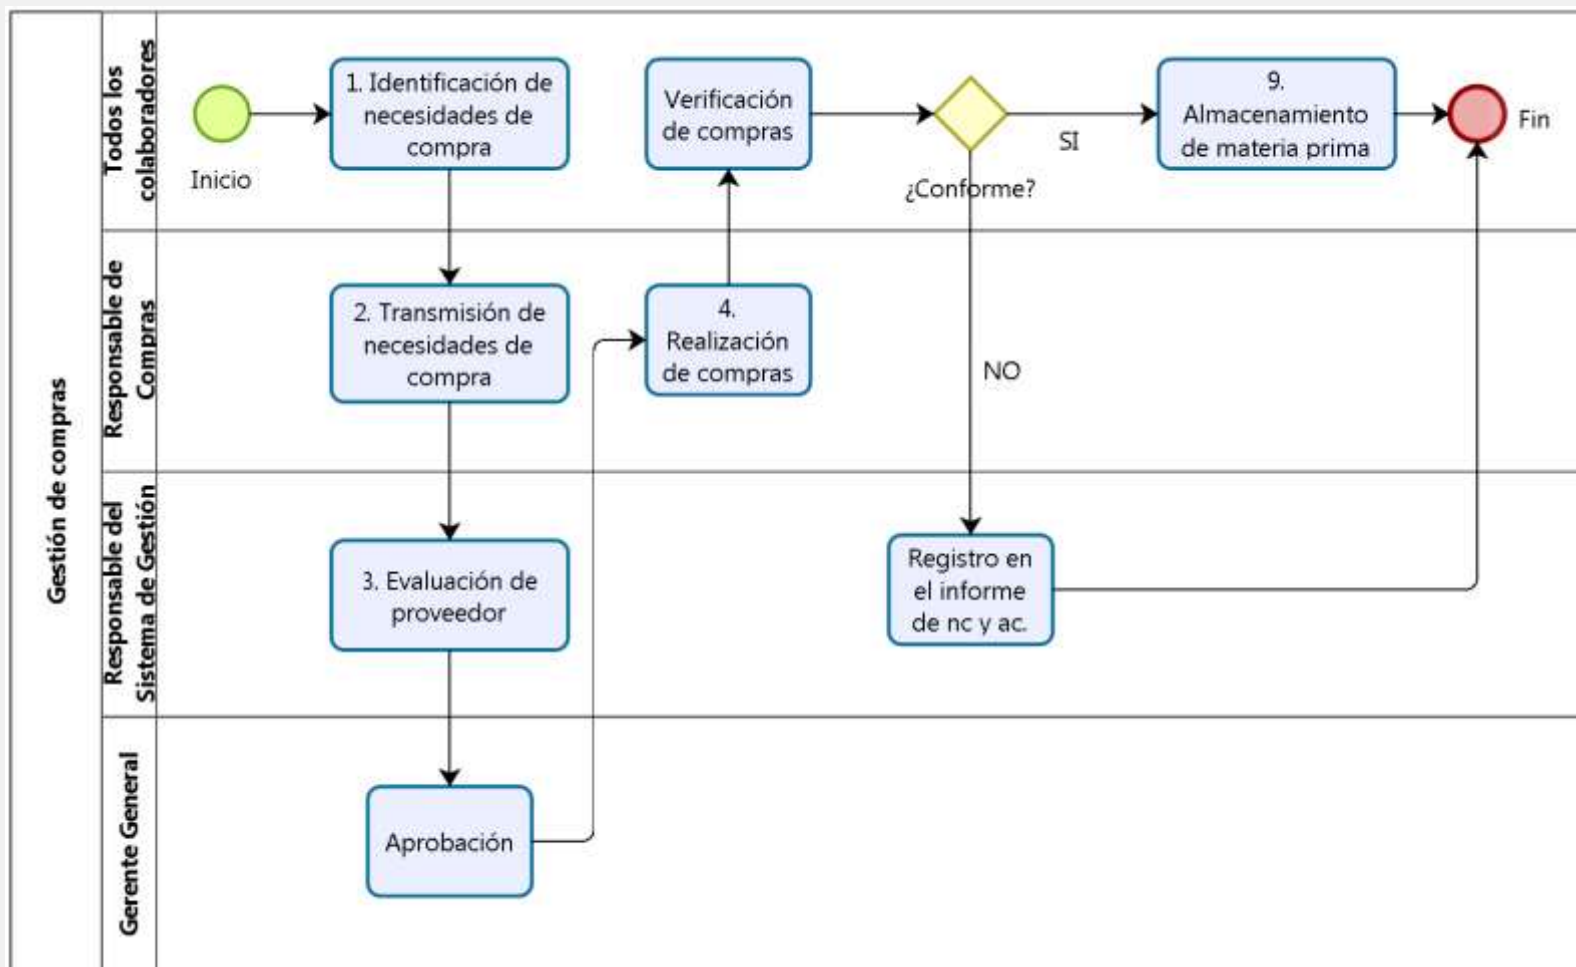 Gestión de compras
Todos los
colaboradores
Inicio
1. Identificación de
necesidades de
compra
Verificación
de compras
¿Conforme?
SI
9.
Almacenamiento
de materia prima
Fin
Responsable de
Compras
2. Transmisión de
necesidades de
compra
4.
Realización
de compras
NO
Responsable del
Sistema de Gestión
3. Evaluación de
proveedor
Registro en
el informe
de nc y ac.
Gerente General
Aprobación